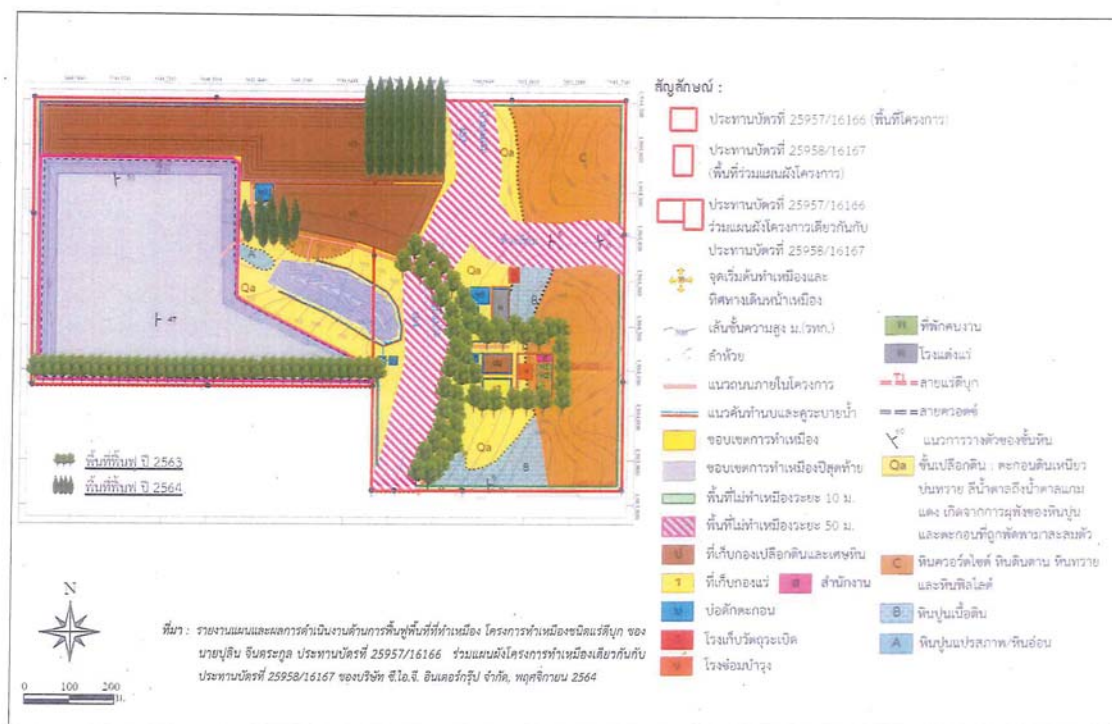 สัญลักษณ์ :
ประทานบัตรที่ 25957/16166 (พื้นที่โครงการ)
ประทานบัตรที่ 25958/16167
(พื้นที่ร่วมแผนผังโครงการ)
ประทานบัตรที่ 25957/16166
ร่วมแผนผังโครงการเดียวกันกับ
ประทานบัตรที่ 25958/16167
จุดเริ่มต้นทำเหมืองและ
ทิศทางเดินหน้าเหมือง
เส้นชั้นความสูง ม.(รทก.)
ลำห้วย
แนวถนนภายในโครงการ
แนวคันทำนบและคูระบายน้ำ
ขอบเขตการทำเหมือง
ขอบเขตการทำเหมืองปีสุดท้าย
พื้นที่ไม่ทำเหมืองระยะ 10 ม.
พื้นที่ไม่ทำเหมืองระยะ 50 ม.
ป ที่เก็บกองเปลือกดินและเศษหิน
ร ที่เก็บกองแร่
ส สำนักงาน
บ่อดักตะกอน
โรงเก็บวัตถุระเบิด
โรงซ่อมบำรุง
ที่พักคนงาน
โรงแต่งแร่
Ti สายแร่ดีบุก
สายควอตซ์
แนวการวางตัวของชั้นหิน
Qa ชั้นเปลือกดิน : ตะกอนดินเหนียว
ปนทราย สีน้ำตาลถึงน้ำตาลแกม
แดง เกิดจากการผุพังของหินปูน
และตะกอนที่ถูกพัดพามาสะสมตัว
C หินควอร์ตไซต์ หินดินดาน หินทราย
และหินฟิลไลต์
B หินปูนเนื้อดิน
A หินปูนแปรสภาพ/หินอ่อน
Qa
C
A
Qa
B
Qa
B
47
พื้นที่ฟื้นฟู ปี 2563
พื้นที่ฟื้นฟู ปี 2564
N
0 100 200
ม.
ที่มา : รายงานแผนและผลการดำเนินงานด้านการฟื้นฟูพื้นที่ที่ทำเหมือง โครงการทำเหมืองชนิดแร่ดีบุก ของ
นายปุลิน จินตระกูล ประทานบัตรที่ 25957/16166 ร่วมแผนผังโครงการทำเหมืองเดียวกันกับ
ประทานบัตรที่ 25958/16167 ของบริษัท ซี.ไอ.จี. อินเตอร์กรุ๊ป จำกัด, พฤศจิกายน 2564